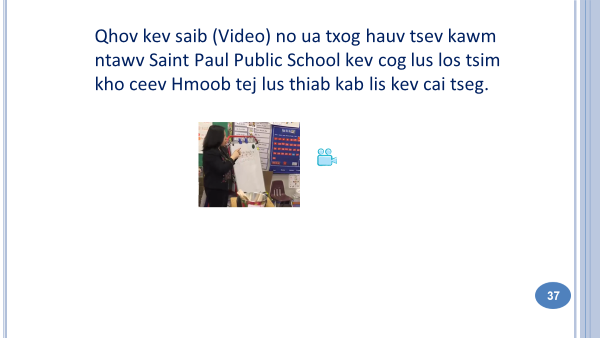 Qhov kev saib (Video) no ua txog hauv tsev kawm
ntawv Saint Paul Public School kev cog lus los tsim
kho ceev Hmoob tej lus thiab kab lis kev cai tseg.
37